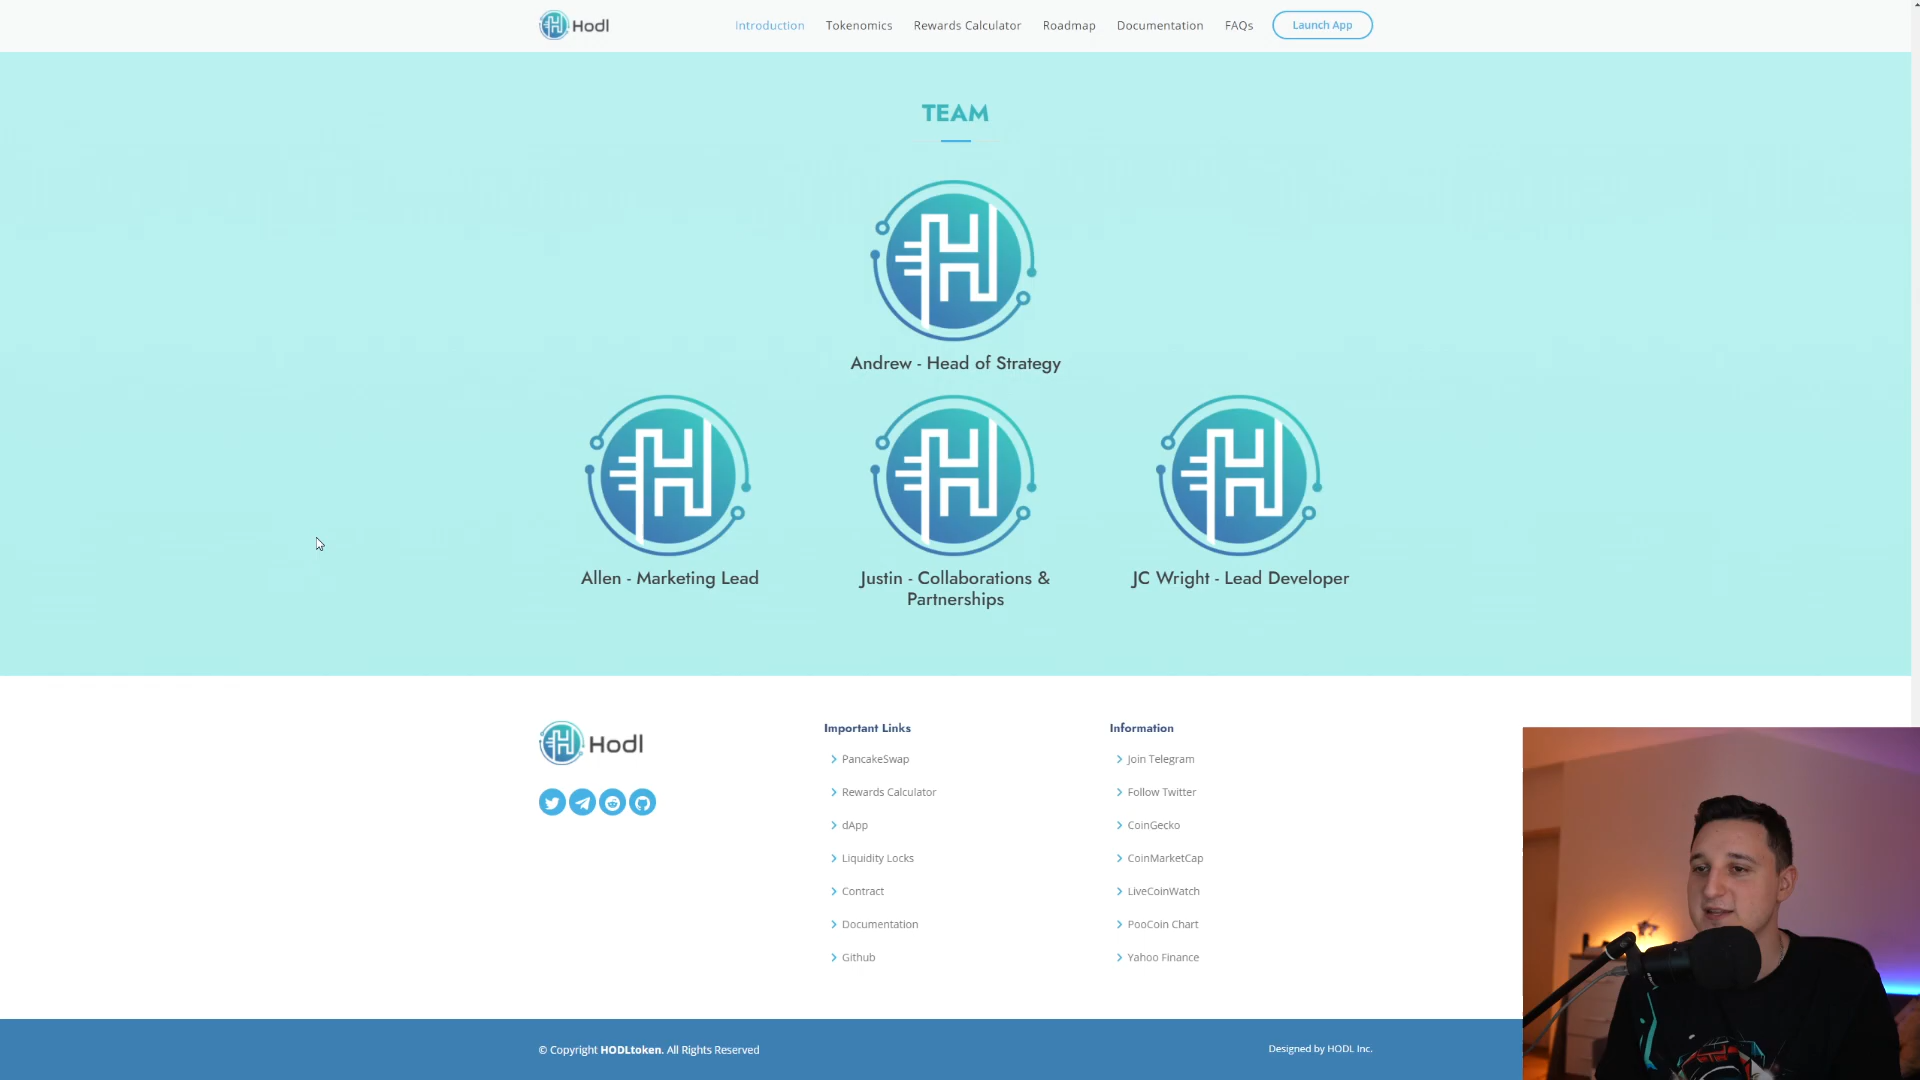 Hodl
Introduction
Tokenomics
Rewards Calculator
Roadmap
Documentation
FAQs
Launch App
TEAM
Andrew - Head of Strategy
Allen - Marketing Lead
Justin - Collaborations &
Partnerships
JC Wright - Lead Developer
Hodl
Important Links
PancakeSwap
Rewards Calculator
dApp
Liquidity Locks
Contract
Documentation
Github
Information
Join Telegram
Follow Twitter
CoinGecko
CoinMarketCap
LiveCoinWatch
PooCoin Chart
Yahoo Finance
© Copyright HODLtoken. All Rights Reserved
Designed by HODL Inc.